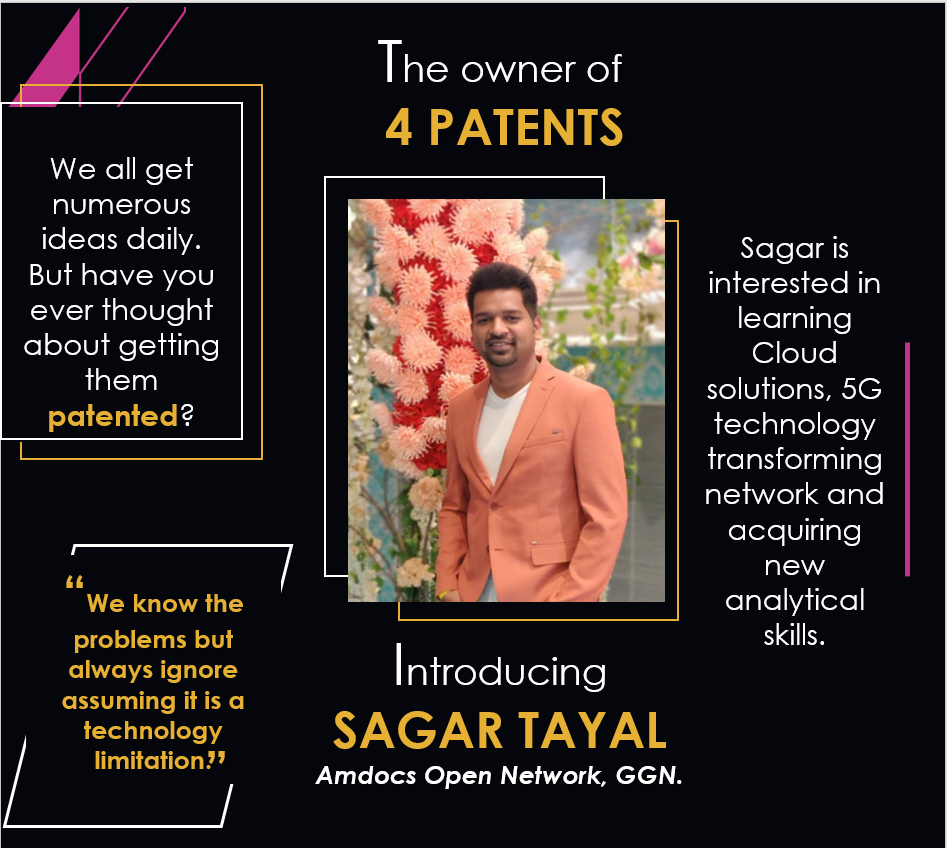 The owner of
4 PATENTS
We all get
numerous
ideas daily.
But have you
ever thought
about getting
them
patented?
Sagar is
interested in
learning
Cloud
solutions, 5G
technology
transforming
network and
acquiring
new
analytical
skills.
“We know the
problems but
always ignore
assuming it is a
technology
limitation.”
Introducing
SAGAR TAYAL
Amdocs Open Network, GGN.